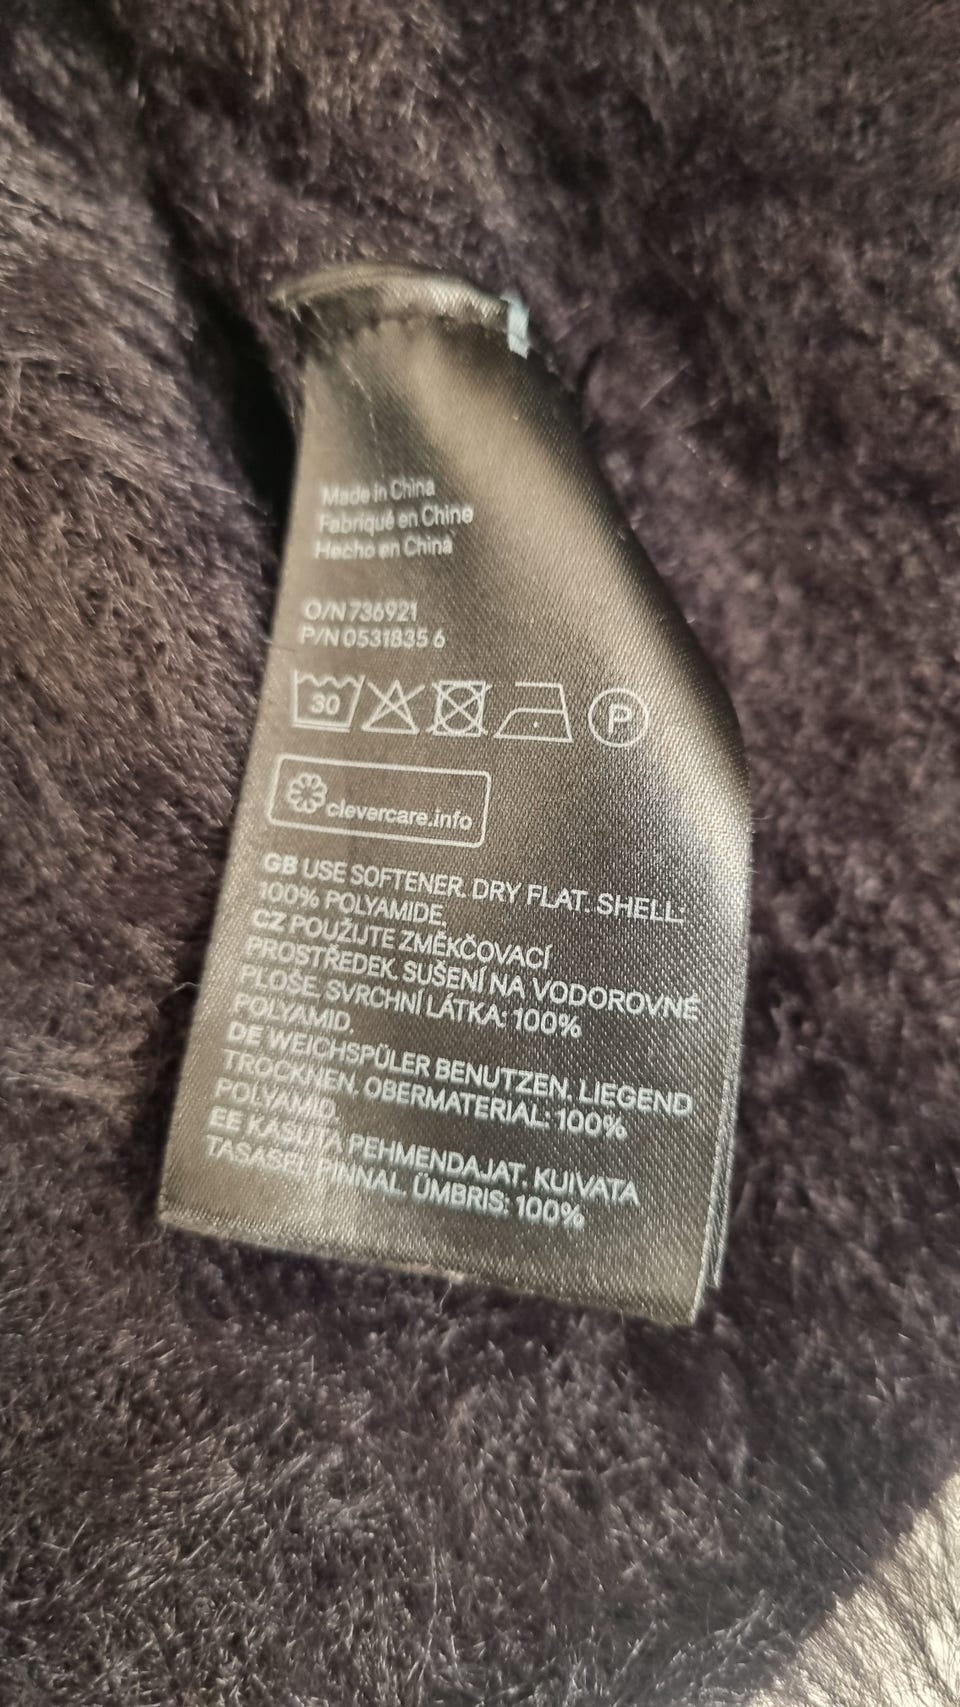 Made in China
Fabriqué en Chine
Hecho en China
O/N 736921
P/N 0531835 6
30
P
clevercare.info
GB USE SOFTENER. DRY FLAT. SHELL:
100% POLYAMIDE
CZ POUŽIJTE ZMĚKČOVACÍ
PROSTŘEDEK. SUŠENÍ NA VODOROVNÉ
PLOŠE. SVRCHNÍ LÁTKA: 100%
POLYAMID.
DE WEICHSPÜLER BENUTZEN. LIEGEND
TROCKNEN. OBERMATERIAL: 100%
POLYAMID.
EE KASUTA PEHMENDAJAT. KUIVATA
TASASEL PINNAL. ÜMBRIS: 100%